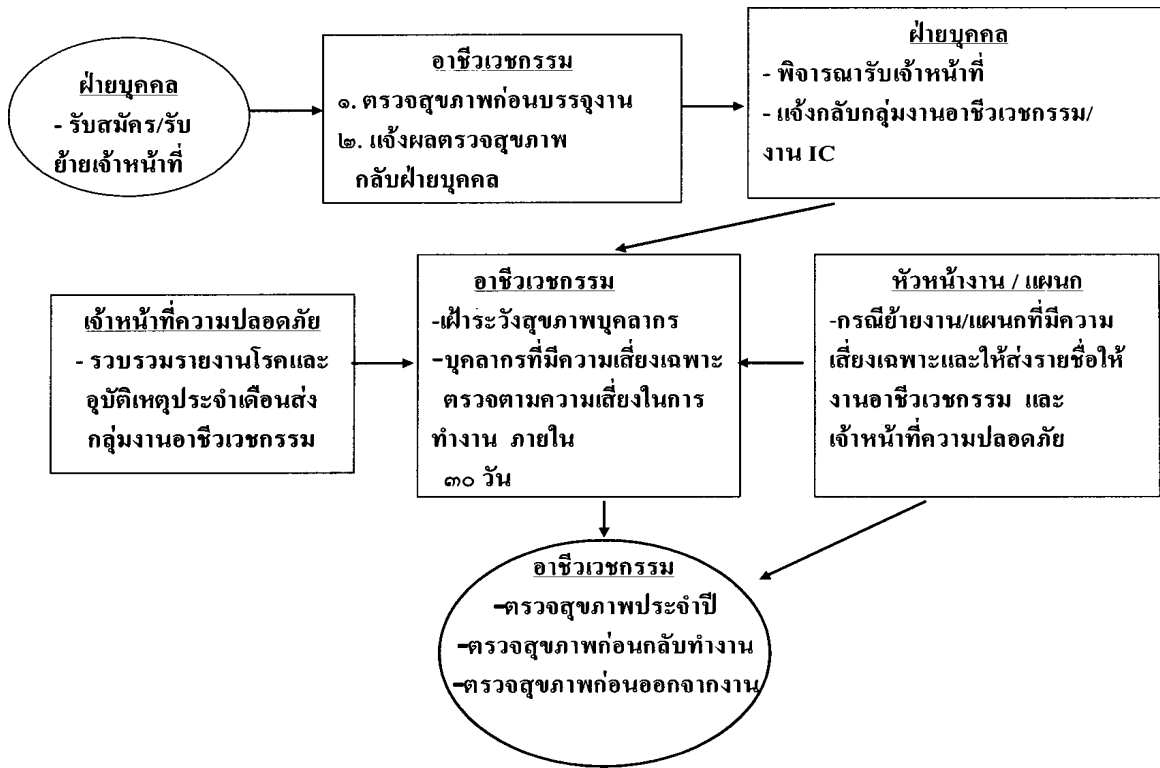 ฝ่ายบุคคล
- รับสมัคร/รับ
ย้ายเจ้าหน้าที่
อาชีวเวชกรรม
๑. ตรวจสุขภาพก่อนบรรจุงาน
๒. แจ้งผลตรวจสุขภาพ
กลับฝ่ายบุคคล
ฝ่ายบุคคล
- พิจารณารับเจ้าหน้าที่
- แจ้งกลับกลุ่มงานอาชีวเวชกรรม/
งาน IC
เจ้าหน้าที่ความปลอดภัย
- รวบรวมรายงานโรคและ
อุบัติเหตุประจำเดือนส่ง
กลุ่มงานอาชีวเวชกรรม
อาชีวเวชกรรม
-เฝ้าระวังสุขภาพบุคลากร
-บุคลากรที่มีความเสี่ยงเฉพาะ
ตรวจตามความเสี่ยงในการ
ทำงาน ภายใน
๓๐ วัน
หัวหน้างาน / แผนก
-กรณีย้ายงาน/แผนกที่มีความ
เสี่ยงเฉพาะและให้ส่งรายชื่อให้
งานอาชีวเวชกรรม และ
เจ้าหน้าที่ความปลอดภัย
อาชีวเวชกรรม
-ตรวจสุขภาพประจำปี
-ตรวจสุขภาพก่อนกลับทำงาน
-ตรวจสุขภาพก่อนออกจากงาน